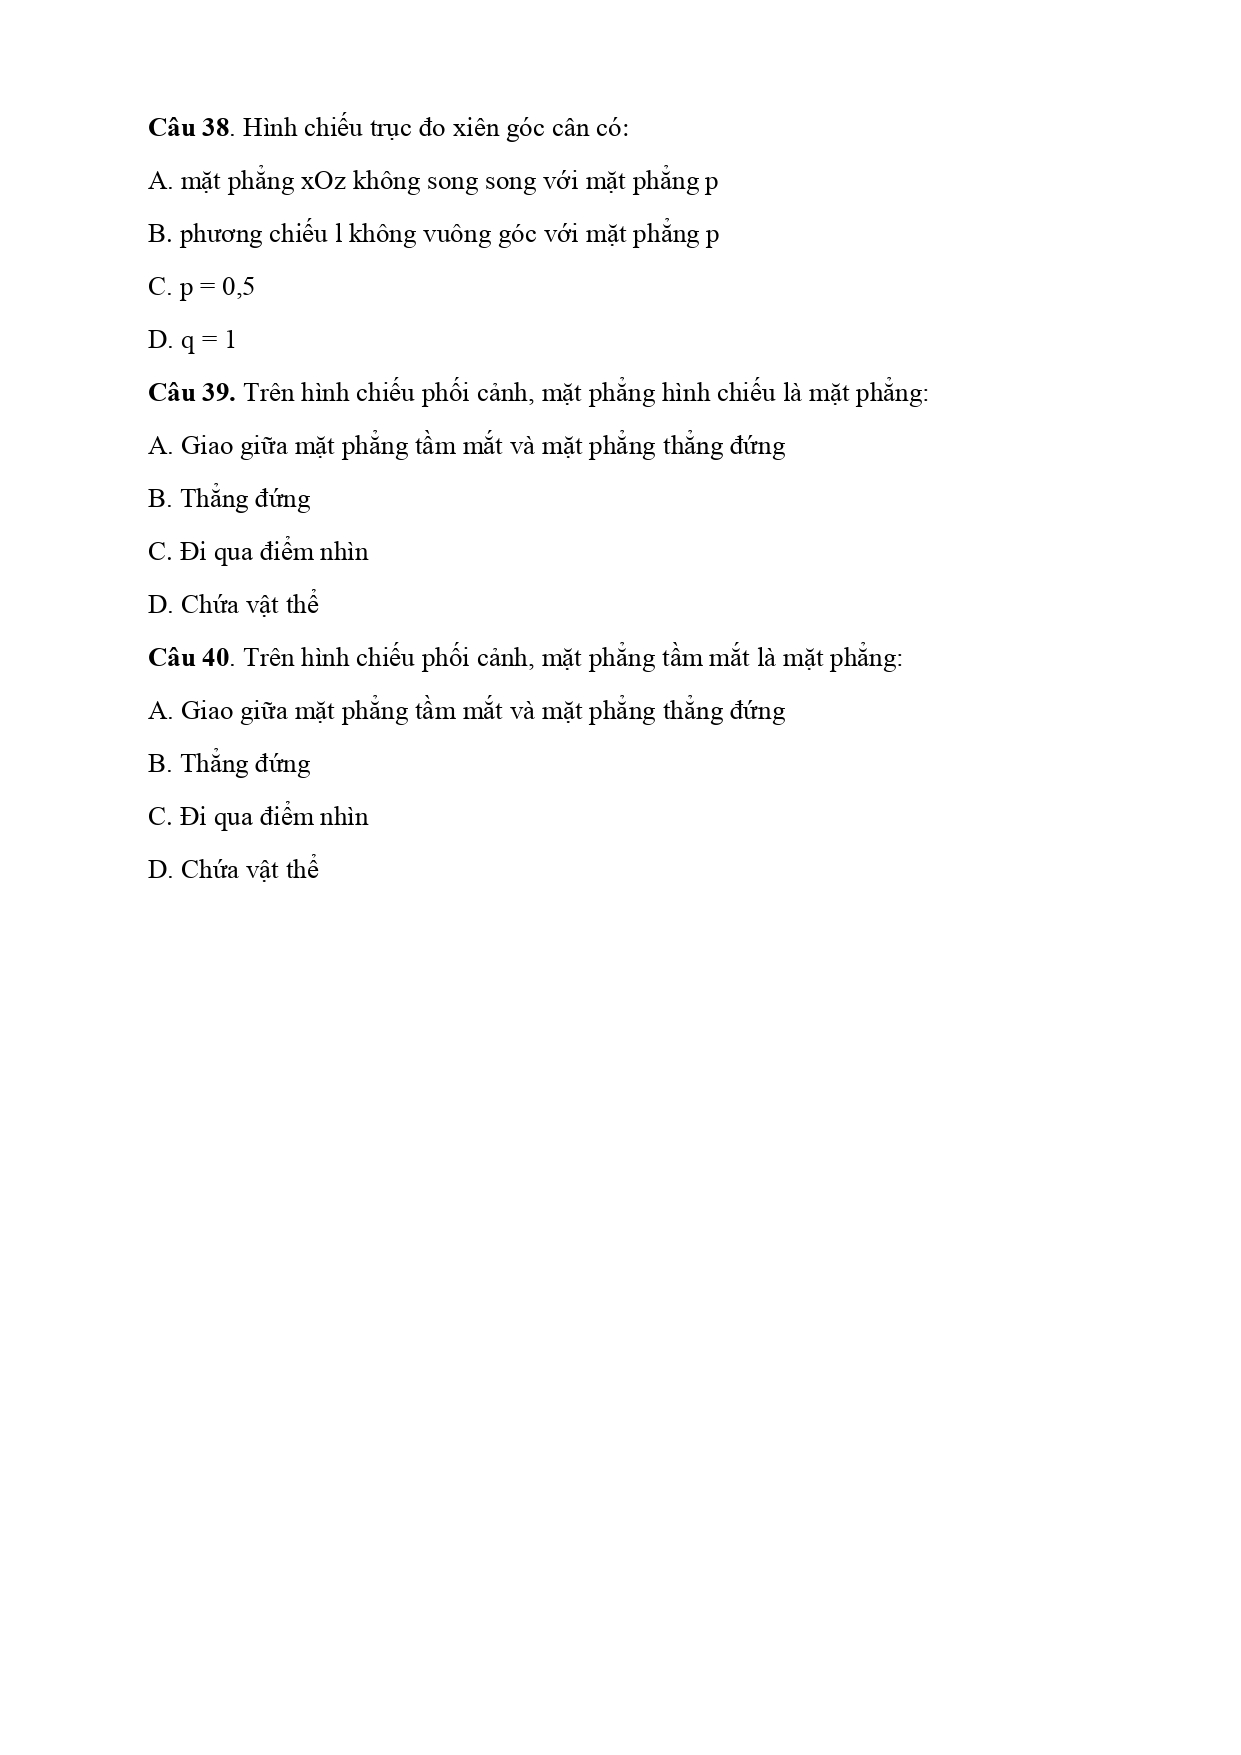 Câu 38. Hình chiếu trục đo xiên góc cân có:
A. mặt phẳng xOz không song song với mặt phẳng p
B. phương chiếu l không vuông góc với mặt phẳng p
C. p = 0,5
D. q = 1
Câu 39. Trên hình chiếu phối cảnh, mặt phẳng hình chiếu là mặt phẳng:
A. Giao giữa mặt phẳng tầm mắt và mặt phẳng thẳng đứng
B. Thẳng đứng
C. Đi qua điểm nhìn
D. Chứa vật thể
Câu 40. Trên hình chiếu phối cảnh, mặt phẳng tầm mắt là mặt phẳng:
A. Giao giữa mặt phẳng tầm mắt và mặt phẳng thẳng đứng
B. Thẳng đứng
C. Đi qua điểm nhìn
D. Chứa vật thể